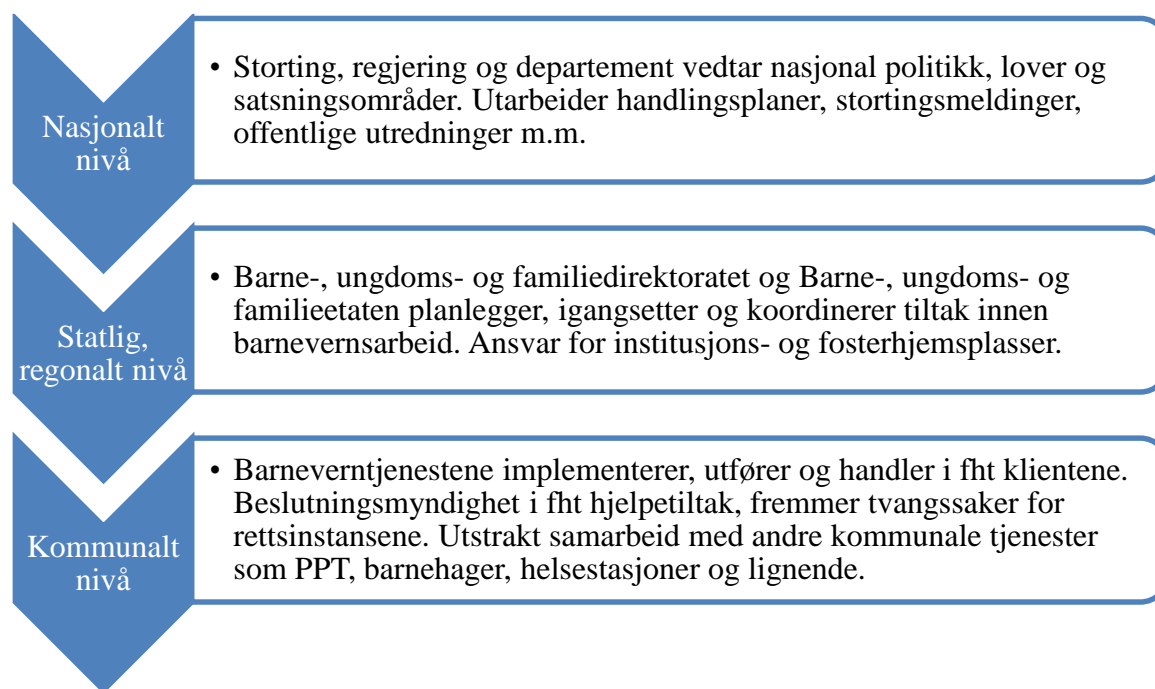 Nasjonalt
nivå
• Storting, regjering og departement vedtar nasjonal politikk, lover og
satsningsområder. Utarbeider handlingsplaner, stortingsmeldinger,
offentlige utredninger m.m.
Statlig,
regonalt nivå
• Barne-, ungdoms- og familiedirektoratet og Barne-, ungdoms- og
familieetaten planlegger, igangsetter og koordinerer tiltak innen
barnevernsarbeid. Ansvar for institusjons- og fosterhjemsplasser.
Kommunalt
nivå
• Barneverntjenestene implementerer, utfører og handler i fht klientene.
Beslutningsmyndighet i fht hjelpetiltak, fremmer tvangssaker for
rettsinstansene. Utstrakt samarbeid med andre kommunale tjenester
som PPT, barnehager, helsestasjoner og lignende.